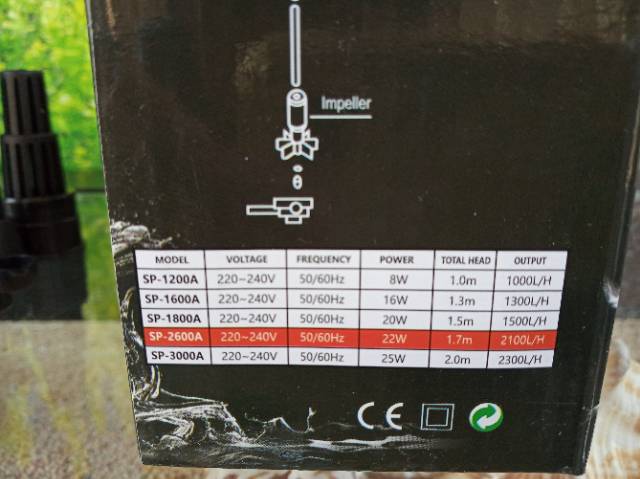 Impeller
MODEL VOLTAGE FREQUENCY POWER TOTAL HEAD OUTPUT
SP-1200A 220~240V 50/60Hz 8W 1.0m 1000L/H
SP-1600A 220~240V 50/60Hz 16W 1.3m 1300L/H
SP-1800A 220~240V 50/60Hz 20W 1.5m 1500L/H
SP-2600A 220~240V 50/60Hz 22W 1.7m 2100L/H
SP-3000A 220~240V 50/60Hz 25W 2.0m 2300L/H
CE